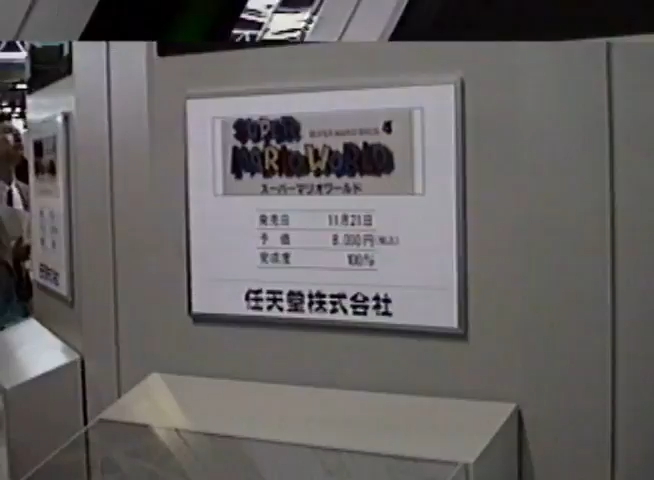 SUPER MARIO BROS. 4
SUPER
MARIO WORLD
スーパーマリオワールド
発売日 11月21日
予 価 8,000円(税込)
完成度 100%
任天堂株式会社